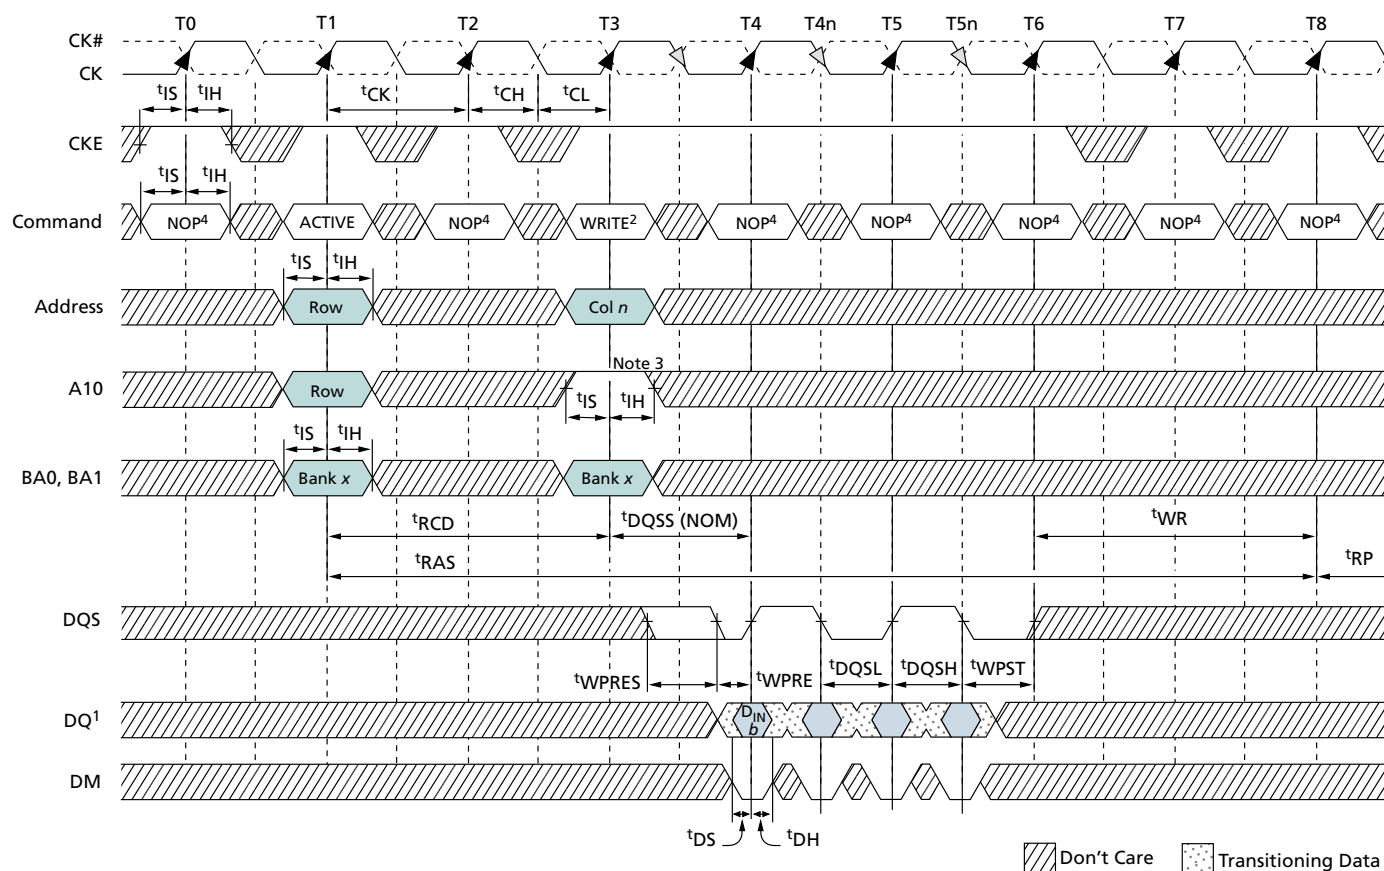 T0 T1 T2 T3 T4 T4n T5 T5n T6 T7 T8
CK#
CK
tIS tIH tCK tCH tCL
CKE
tIS tIH
Command NOP4 ACTIVE NOP4 WRITE2 NOP4 NOP4 NOP4 NOP4 NOP4
tIS tIH
Address Row Col n
Note 3
A10 Row
tIS tIH
tIS tIH
BA0, BA1 Bank x Bank x
tRCD tDQSS (NOM) tWR
tRAS tRP
DQS
tWPRES tWPRE tDQSL tDQSH tWPST
DQ1 DIN
b
DM
tDS tDH
Don't Care Transitioning Data